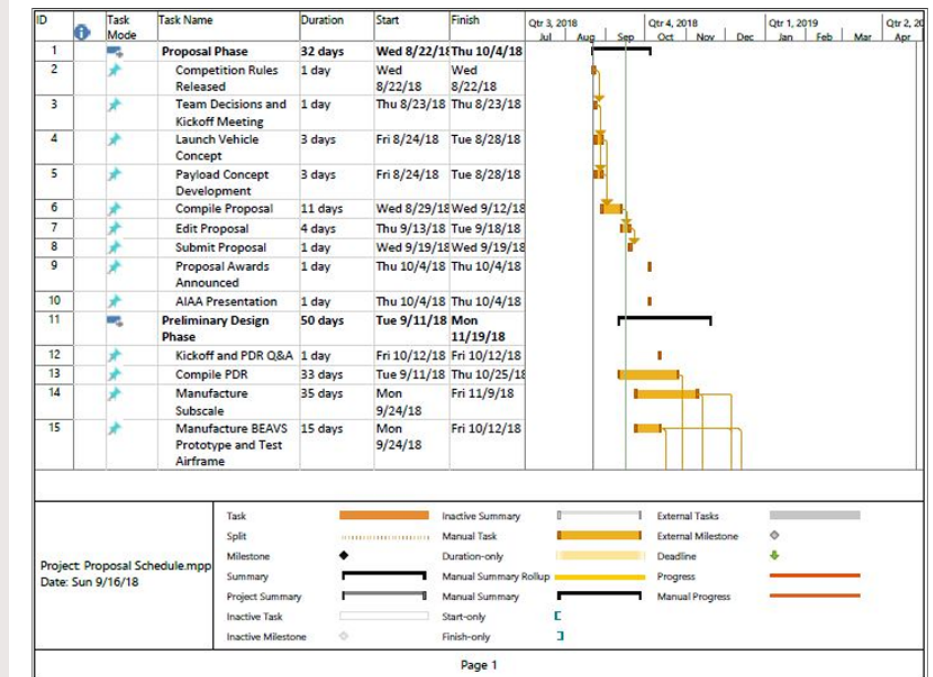 ID Task Mode Task Name Duration Start Finish Qtr 3, 2018 Qtr 4, 2018 Qtr 1, 2019 Qtr 2, 20
Jul Aug Sep Oct Nov Dec Jan Feb Mar Apr
1 Proposal Phase 32 days Wed 8/22/18 Thu 10/4/18
2 Competition Rules 1 day Wed Wed
Released 8/22/18 8/22/18
3 Team Decisions and 1 day Thu 8/23/18 Thu 8/23/18
Kickoff Meeting
4 Launch Vehicle 3 days Fri 8/24/18 Tue 8/28/18
Concept
5 Payload Concept 3 days Fri 8/24/18 Tue 8/28/18
Development
6 Compile Proposal 11 days Wed 8/29/18 Wed 9/12/18
7 Edit Proposal 4 days Thu 9/13/18 Tue 9/18/18
8 Submit Proposal 1 day Wed 9/19/18 Wed 9/19/18
9 Proposal Awards 1 day Thu 10/4/18 Thu 10/4/18
Announced
10 AIAA Presentation 1 day Thu 10/4/18 Thu 10/4/18
11 Preliminary Design 50 days Tue 9/11/18 Mon
Phase 11/19/18
12 Kickoff and PDR Q&A 1 day Fri 10/12/18 Fri 10/12/18
13 Compile PDR 33 days Tue 9/11/18 Thu 10/25/18
14 Manufacture 35 days Mon Fri 11/9/18
Subscale 9/24/18
15 Manufacture BEAVS 15 days Mon Fri 10/12/18
Prototype and Test 9/24/18
Airframe
Project: Proposal Schedule.mpp
Date: Sun 9/16/18
Task Inactive Summary External Tasks
Split Manual Task External Milestone
Milestone Duration-only Deadline
Summary Manual Summary Rollup Progress
Project Summary Manual Summary Manual Progress
Inactive Task Start-only
Inactive Milestone Finish-only
Page 1